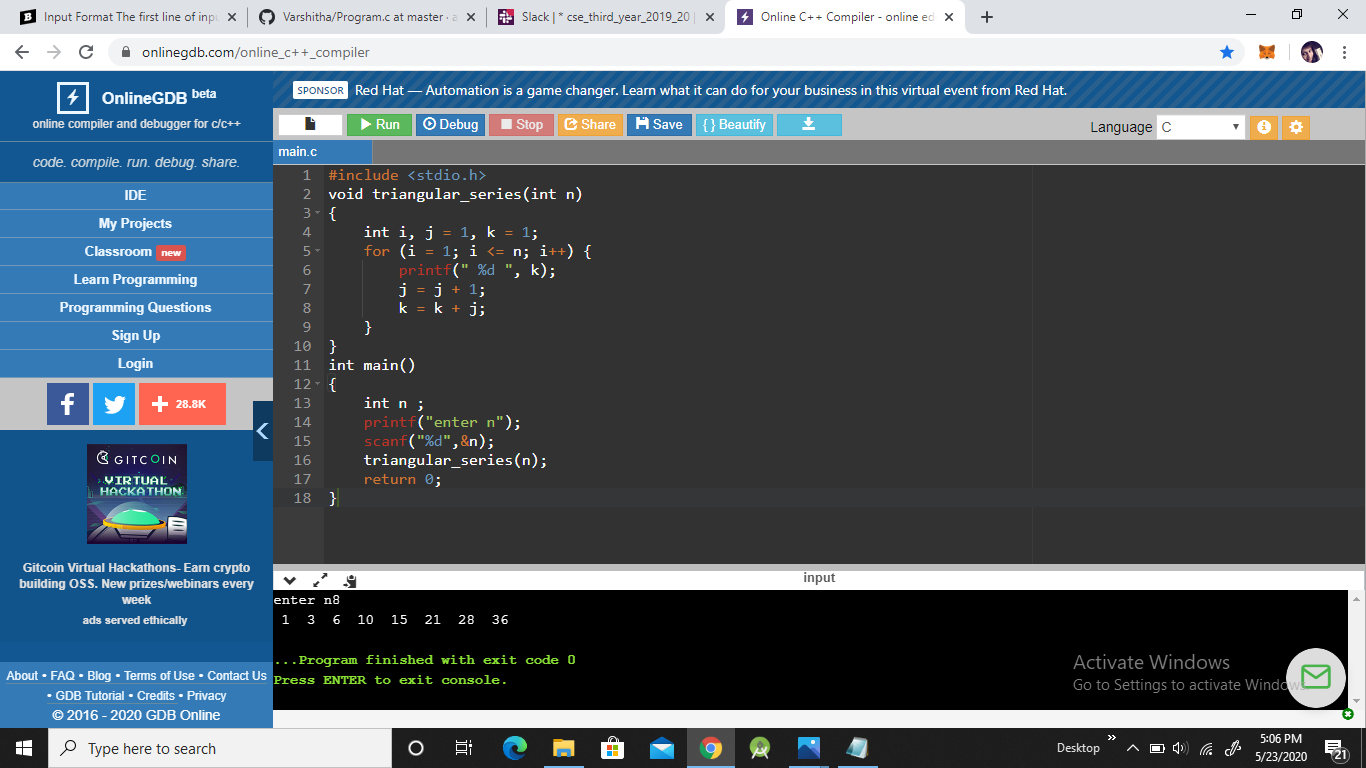 Input Format The first line of inpu
Varshitha/Program.c at master · a
Slack | * cse_third_year_2019_20 |
Online C++ Compiler - online ed
onlinegdb.com/online_c++_compiler
OnlineGDB beta
online compiler and debugger for c/c++
code. compile. run. debug. share.
IDE
My Projects
Classroom new
Learn Programming
Programming Questions
Sign Up
Login
28.8K
GITCOIN
VIRTUAL
HACKATHON
Gitcoin Virtual Hackathons- Earn crypto
building OSS. New prizes/webinars every
week
ads served ethically
About • FAQ • Blog • Terms of Use • Contact Us
• GDB Tutorial • Credits • Privacy
© 2016 - 2020 GDB Online
SPONSOR Red Hat — Automation is a game changer. Learn what it can do for your business in this virtual event from Red Hat.
Run Debug Stop Share Save { } Beautify
Language C
main.c
1 #include <stdio.h>
2 void triangular_series(int n)
3 {
4 int i, j = 1, k = 1;
5 for (i = 1; i <= n; i++) {
6 printf(" %d ", k);
7 j = j + 1;
8 k = k + j;
9 }
10 }
11 int main()
12 {
13 int n ;
14 printf("enter n");
15 scanf("%d",&n);
16 triangular_series(n);
17 return 0;
18 }
input
enter n8
1 3 6 10 15 21 28 36
...Program finished with exit code 0
Press ENTER to exit console.
Activate Windows
Go to Settings to activate Windows.
Type here to search
Desktop
5:06 PM
5/23/2020
21